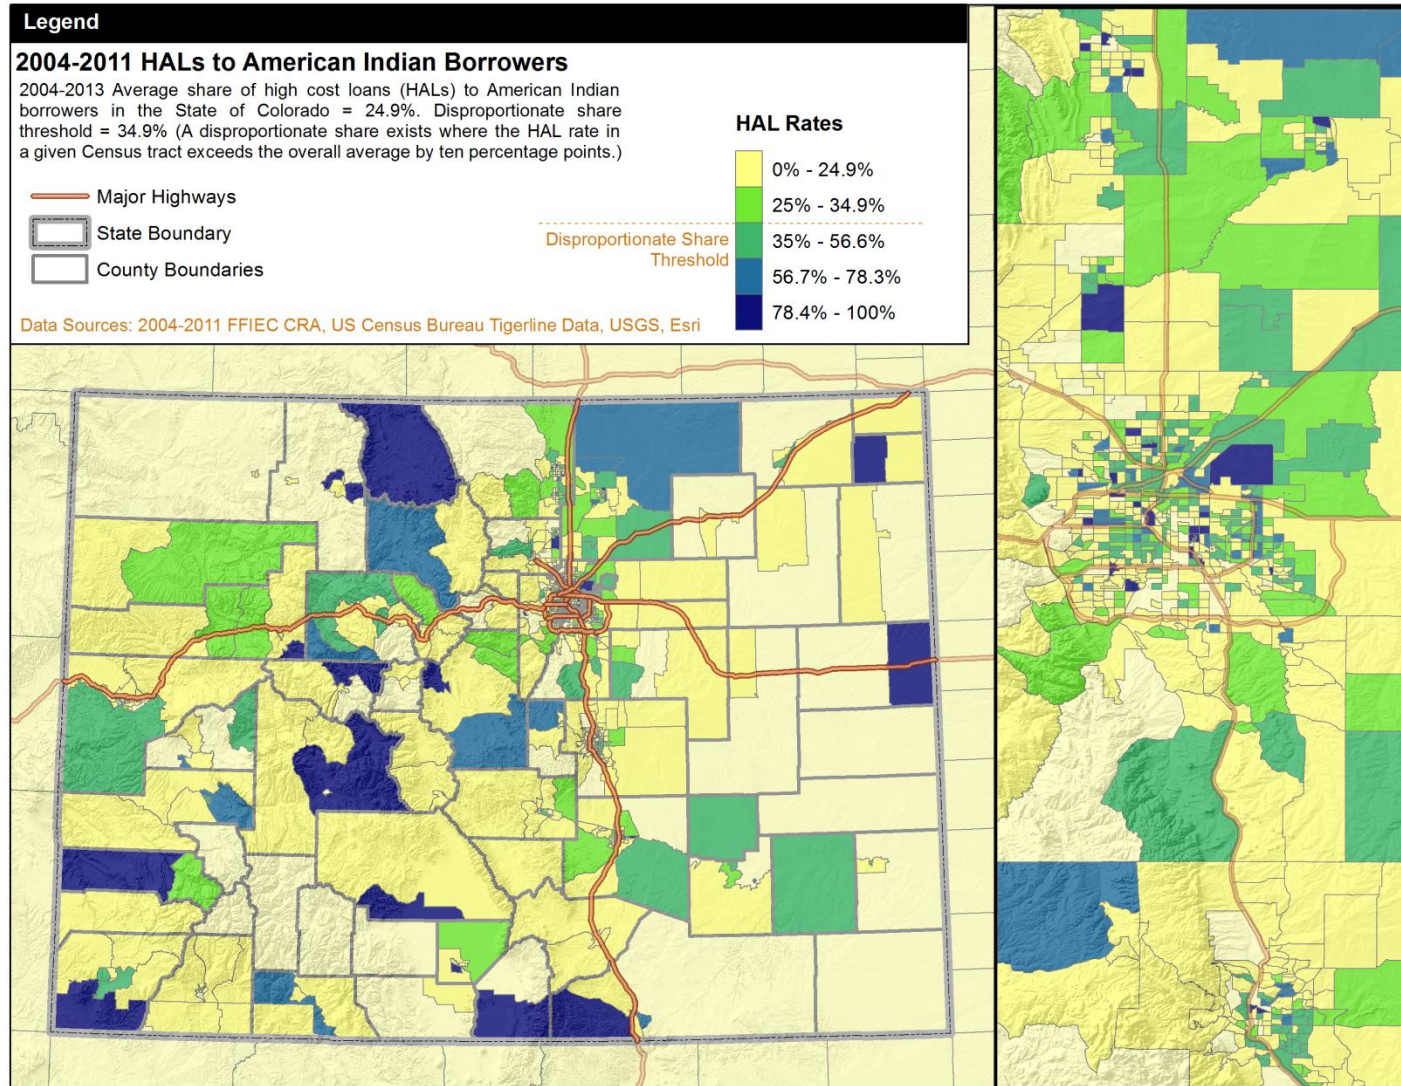 Legend
2004-2011 HALs to American Indian Borrowers
2004-2013 Average share of high cost loans (HALs) to American Indian
borrowers in the State of Colorado = 24.9%. Disproportionate share
threshold = 34.9% (A disproportionate share exists where the HAL rate in
a given Census tract exceeds the overall average by ten percentage points.)
Major Highways
State Boundary
County Boundaries
Data Sources: 2004-2011 FFIEC CRA, US Census Bureau Tigerline Data, USGS, Esri
HAL Rates
0% - 24.9%
25% - 34.9%
Disproportionate Share
Threshold
35% - 56.6%
56.7% - 78.3%
78.4% - 100%